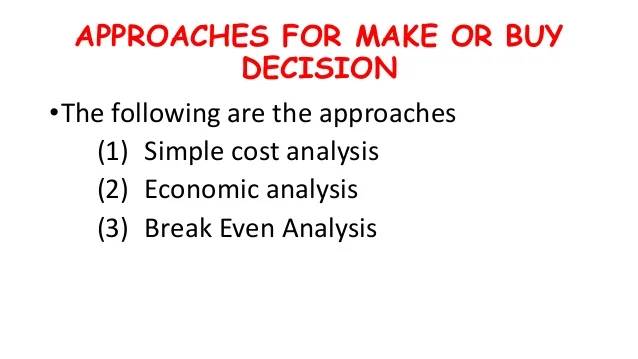 APPROACHES FOR MAKE OR BUY
DECISION
•The following are the approaches
(1) Simple cost analysis
(2) Economic analysis
(3) Break Even Analysis